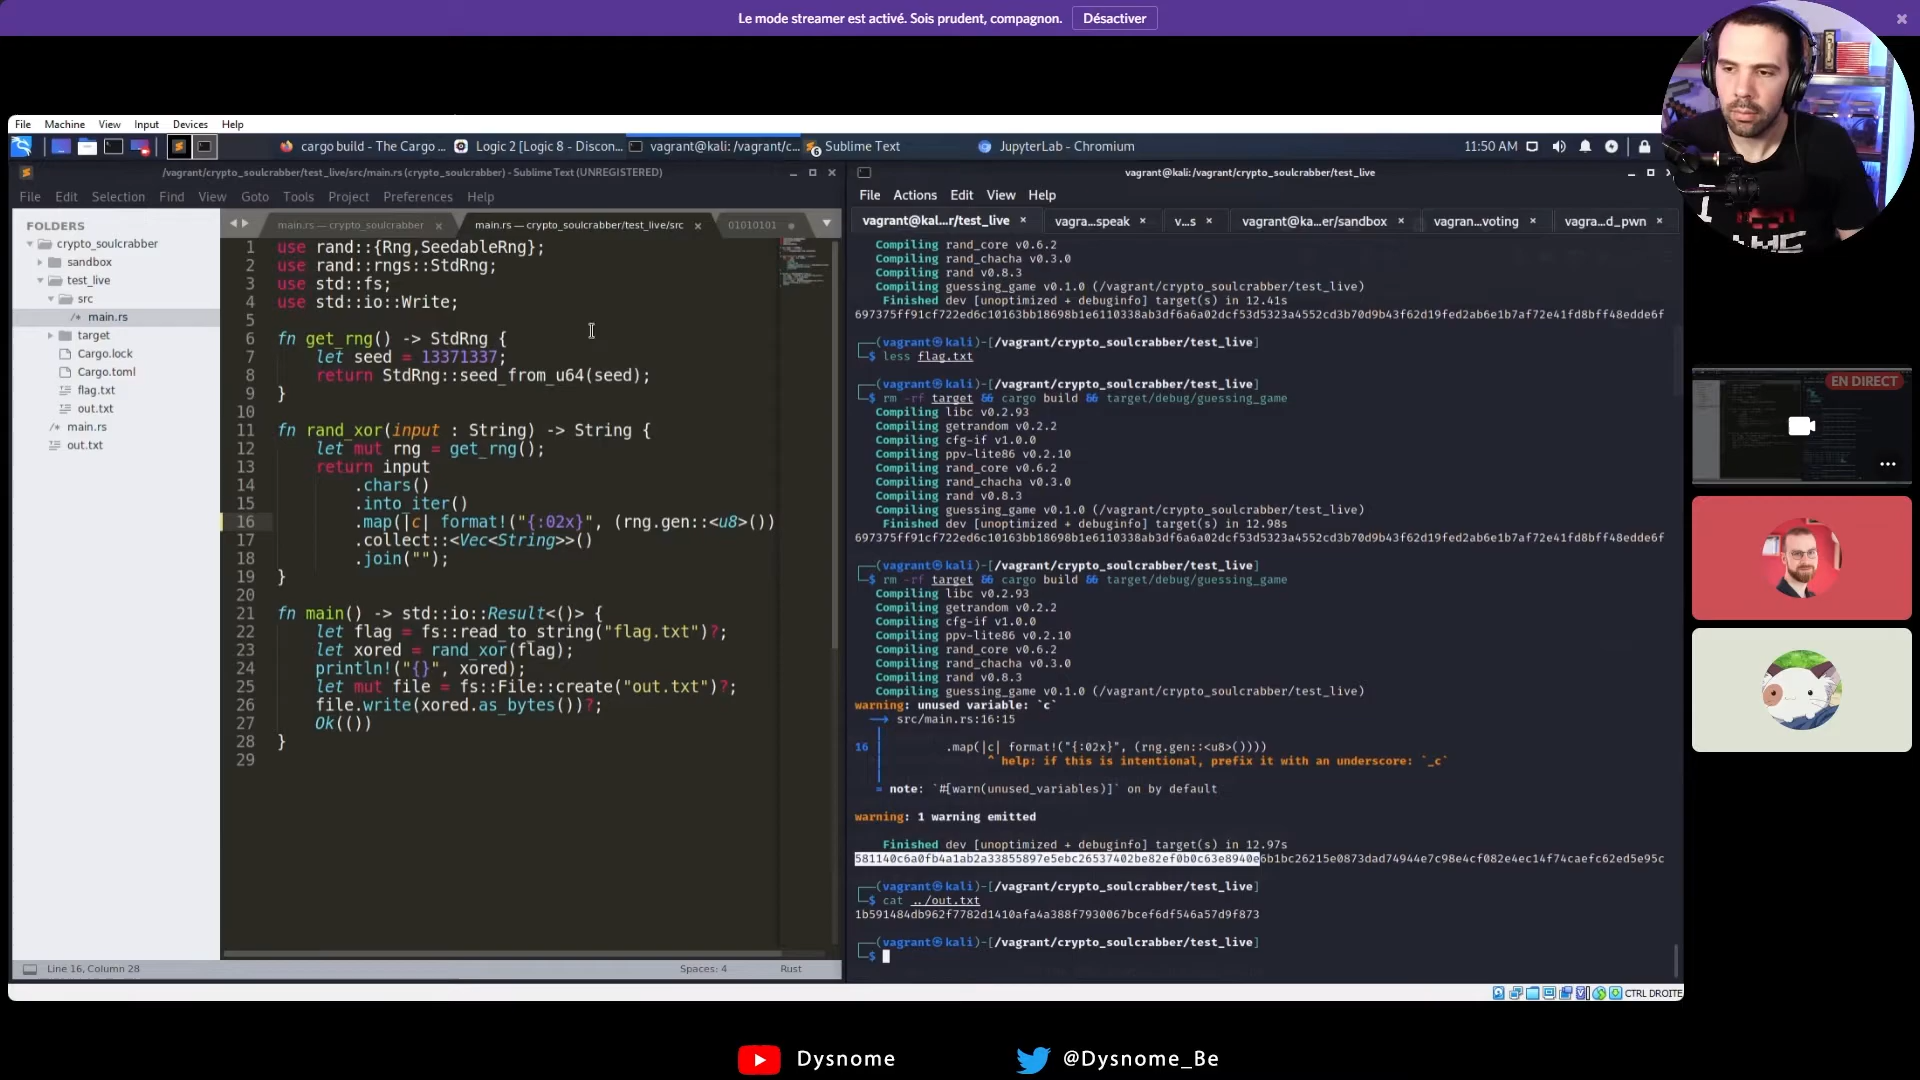 Le mode streamer est activé. Sois prudent, compagnon.
Désactiver
File Machine View Input Devices Help
cargo build - The Cargo ...
Logic 2 [Logic 8 - Discon...
vagrant@kali: /vagrant/c...
Sublime Text
JupyterLab - Chromium
11:50 AM
/vagrant/crypto_soulcrabber/test_live/src/main.rs (crypto_soulcrabber) - Sublime Text (UNREGISTERED)
File Edit Selection Find View Goto Tools Project Preferences Help
FOLDERS
crypto_soulcrabber
sandbox
test_live
src
main.rs
target
Cargo.lock
Cargo.toml
flag.txt
out.txt
main.rs
out.txt
main.rs — crypto_soulcrabber
main.rs — crypto_soulcrabber/test_live/src
01010101
1 use rand::{Rng,SeedableRng};
2 use rand::rngs::StdRng;
3 use std::fs;
4 use std::io::Write;
5
6 fn get_rng() -> StdRng {
7 let seed = 13371337;
8 return StdRng::seed_from_u64(seed);
9 }
10
11 fn rand_xor(input : String) -> String {
12 let mut rng = get_rng();
13 return input
14 .chars()
15 .into_iter()
16 .map(|c| format!("{:02x}", (rng.gen::<u8>())
17 .collect::<Vec<String>>()
18 .join("");
19 }
20
21 fn main() -> std::io::Result<()> {
22 let flag = fs::read_to_string("flag.txt")?;
23 let xored = rand_xor(flag);
24 println!("{}", xored);
25 let mut file = fs::File::create("out.txt")?;
26 file.write(xored.as_bytes())?;
27 Ok(())
28 }
29
Line 16, Column 28
Spaces: 4
Rust
vagrant@kali:/vagrant/crypto_soulcrabber/test_live
File Actions Edit View Help
vagrant@kal...r/test_live
vagra...speak
v...s
vagrant@ka...er/sandbox
vagran...voting
vagra...d_pwn
Compiling rand_core v0.6.2
Compiling rand_chacha v0.3.0
Compiling rand v0.8.3
Compiling guessing_game v0.1.0 (/vagrant/crypto_soulcrabber/test_live)
Finished dev [unoptimized + debuginfo] target(s) in 12.41s
697375ff91cf722ed6c10163bb18698b1e6110338ab3df6a6a02dcf53d5323a4552cd3b70d9b43f62d19fed2ab6e1b7af72e41fd8bff48edde6f
(vagrant㉿kali)-[/vagrant/crypto_soulcrabber/test_live]
$ less flag.txt
(vagrant㉿kali)-[/vagrant/crypto_soulcrabber/test_live]
$ rm -rf target && cargo build && target/debug/guessing_game
Compiling libc v0.2.93
Compiling getrandom v0.2.2
Compiling cfg-if v1.0.0
Compiling ppv-lite86 v0.2.10
Compiling rand_core v0.6.2
Compiling rand_chacha v0.3.0
Compiling rand v0.8.3
Compiling guessing_game v0.1.0 (/vagrant/crypto_soulcrabber/test_live)
Finished dev [unoptimized + debuginfo] target(s) in 12.98s
697375ff91cf722ed6c10163bb18698b1e6110338ab3df6a6a02dcf53d5323a4552cd3b70d9b43f62d19fed2ab6e1b7af72e41fd8bff48edde6f
(vagrant㉿kali)-[/vagrant/crypto_soulcrabber/test_live]
$ rm -rf target && cargo build && target/debug/guessing_game
Compiling libc v0.2.93
Compiling getrandom v0.2.2
Compiling cfg-if v1.0.0
Compiling ppv-lite86 v0.2.10
Compiling rand_core v0.6.2
Compiling rand_chacha v0.3.0
Compiling rand v0.8.3
Compiling guessing_game v0.1.0 (/vagrant/crypto_soulcrabber/test_live)
warning: unused variable: `c`
→ src/main.rs:16:15
16 | .map(|c| format!("{:02x}", (rng.gen::<u8>())))
^ help: if this is intentional, prefix it with an underscore: `_c`
= note: `#[warn(unused_variables)]` on by default
warning: 1 warning emitted
Finished dev [unoptimized + debuginfo] target(s) in 12.97s
581140c6a0fb4a1ab2a33855897e5ebc26537402be82ef0b0c63e8940e6b1bc26215e0873dad74944e7c98e4cf082e4ec14f74caefc62ed5e95c
(vagrant㉿kali)-[/vagrant/crypto_soulcrabber/test_live]
$ cat ../out.txt
1b591484db962f7782d1410afa4a388f7930067bcef6df546a57d9f873
(vagrant㉿kali)-[/vagrant/crypto_soulcrabber/test_live]
$
CTRL DROITE
EN DIRECT
Dysnome
@Dysnome_Be